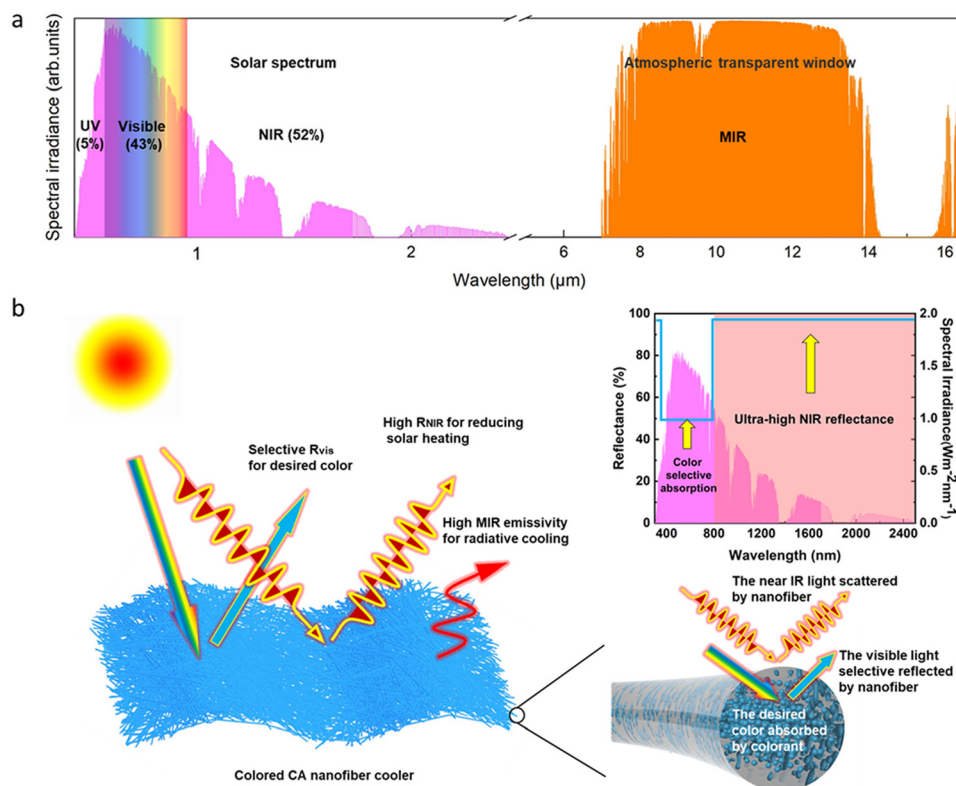 a
Spectral irradiance (arb.units)
Solar spectrum
Atmospheric transparent window
UV
(5%)
Visible
(43%)
NIR (52%)
MIR
1
2
6
8
10
12
14
16
Wavelength (μm)
b
Selective Rvis
for desired color
High RNIR for reducing
solar heating
High MIR emissivity
for radiative cooling
Colored CA nanofiber cooler
100
80
60
40
20
0
Reflectance (%)
2.0
1.5
1.0
0.5
0.0
Spectral Irradiance(Wm-2nm-1)
Ultra-high NIR reflectance
Color
selective
absorption
400
800
1200
1600
2000
2400
Wavelength (nm)
The near IR light scattered
by nanofiber
The visible light
selective reflected
by nanofiber
The desired
color absorbed
by colorant